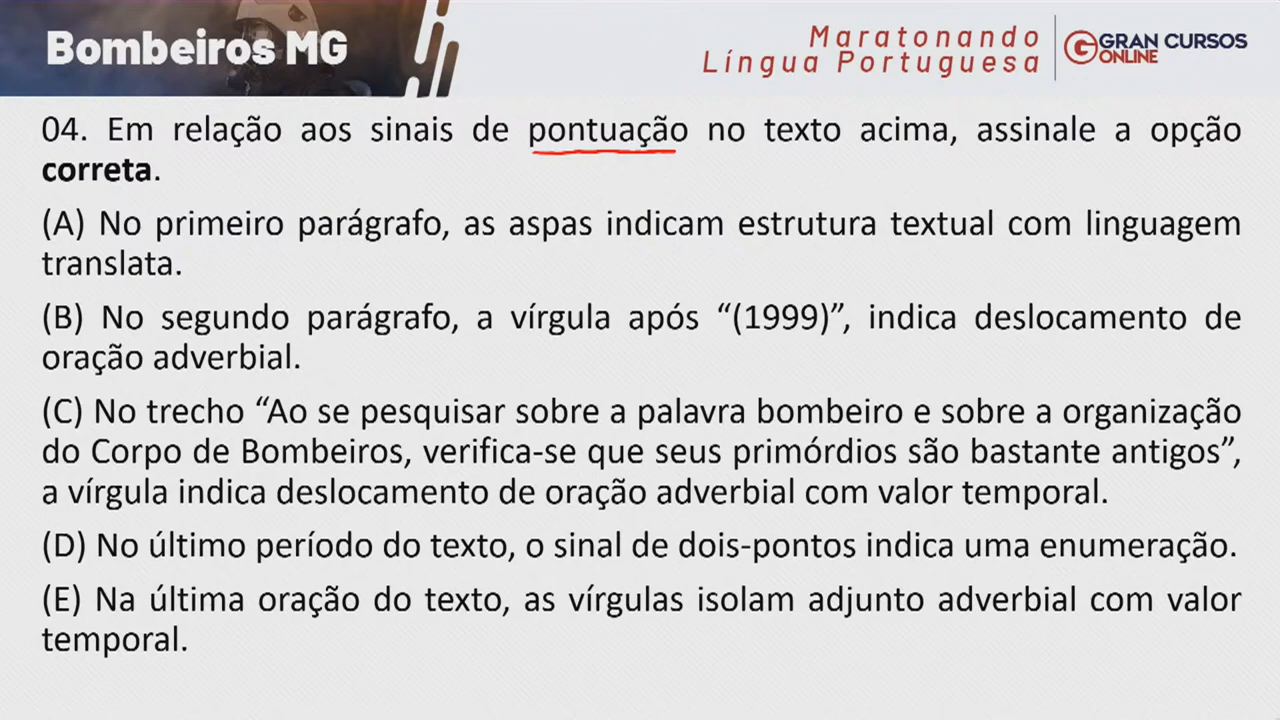 Bombeiros MG
Maratonando
Língua Portuguesa
GRAN CURSOS
ONLINE
04. Em relação aos sinais de pontuação no texto acima, assinale a opção
correta.
(A) No primeiro parágrafo, as aspas indicam estrutura textual com linguagem
translata.
(B) No segundo parágrafo, a vírgula após “(1999)”, indica deslocamento de
oração adverbial.
(C) No trecho “Ao se pesquisar sobre a palavra bombeiro e sobre a organização
do Corpo de Bombeiros, verifica-se que seus primórdios são bastante antigos”,
a vírgula indica deslocamento de oração adverbial com valor temporal.
(D) No último período do texto, o sinal de dois-pontos indica uma enumeração.
(E) Na última oração do texto, as vírgulas isolam adjunto adverbial com valor
temporal.